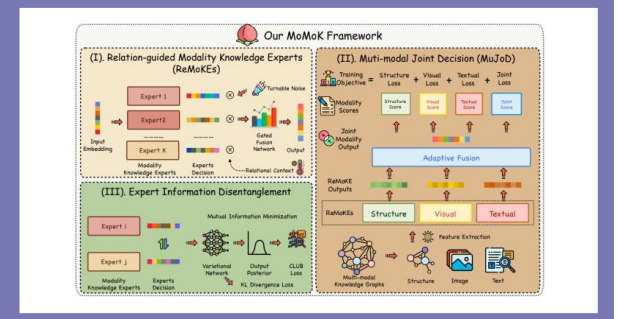 Our MoMoK Framework
(I). Relation-guided Modality Knowledge Experts
(ReMoKEs)
Expert 1
Expert2
......
Expert K
Turnable Noise
Input
Embedding
Gated
Fusion
Network
Output
Modality
Knowledge Experts
Experts
Decision
Relational Context
(III). Expert Information Disentanglement
Mutual Information Minimization
Expert i
Expert j
Modality
Knowledge Experts
Experts
Decision
Variational
Network
Output
Posterior
CLUB
Loss
KL Divergence Loss
(II). Muti-modal Joint Decision (MuJoD)
Training
Objective
= Structure Loss + Visual Loss + Textual Loss + Joint Loss
Modality
Scores
Structure
Score
Visual
Score
Textual
Score
Joint
Score
Joint
Modality
Output
Adaptive Fusion
ReMoKE
Outputs
ReMoKEs
Structure
Visual
Textual
Feature Extraction
Multi-modal
Knowledge Graphs
Structure
Image
Text